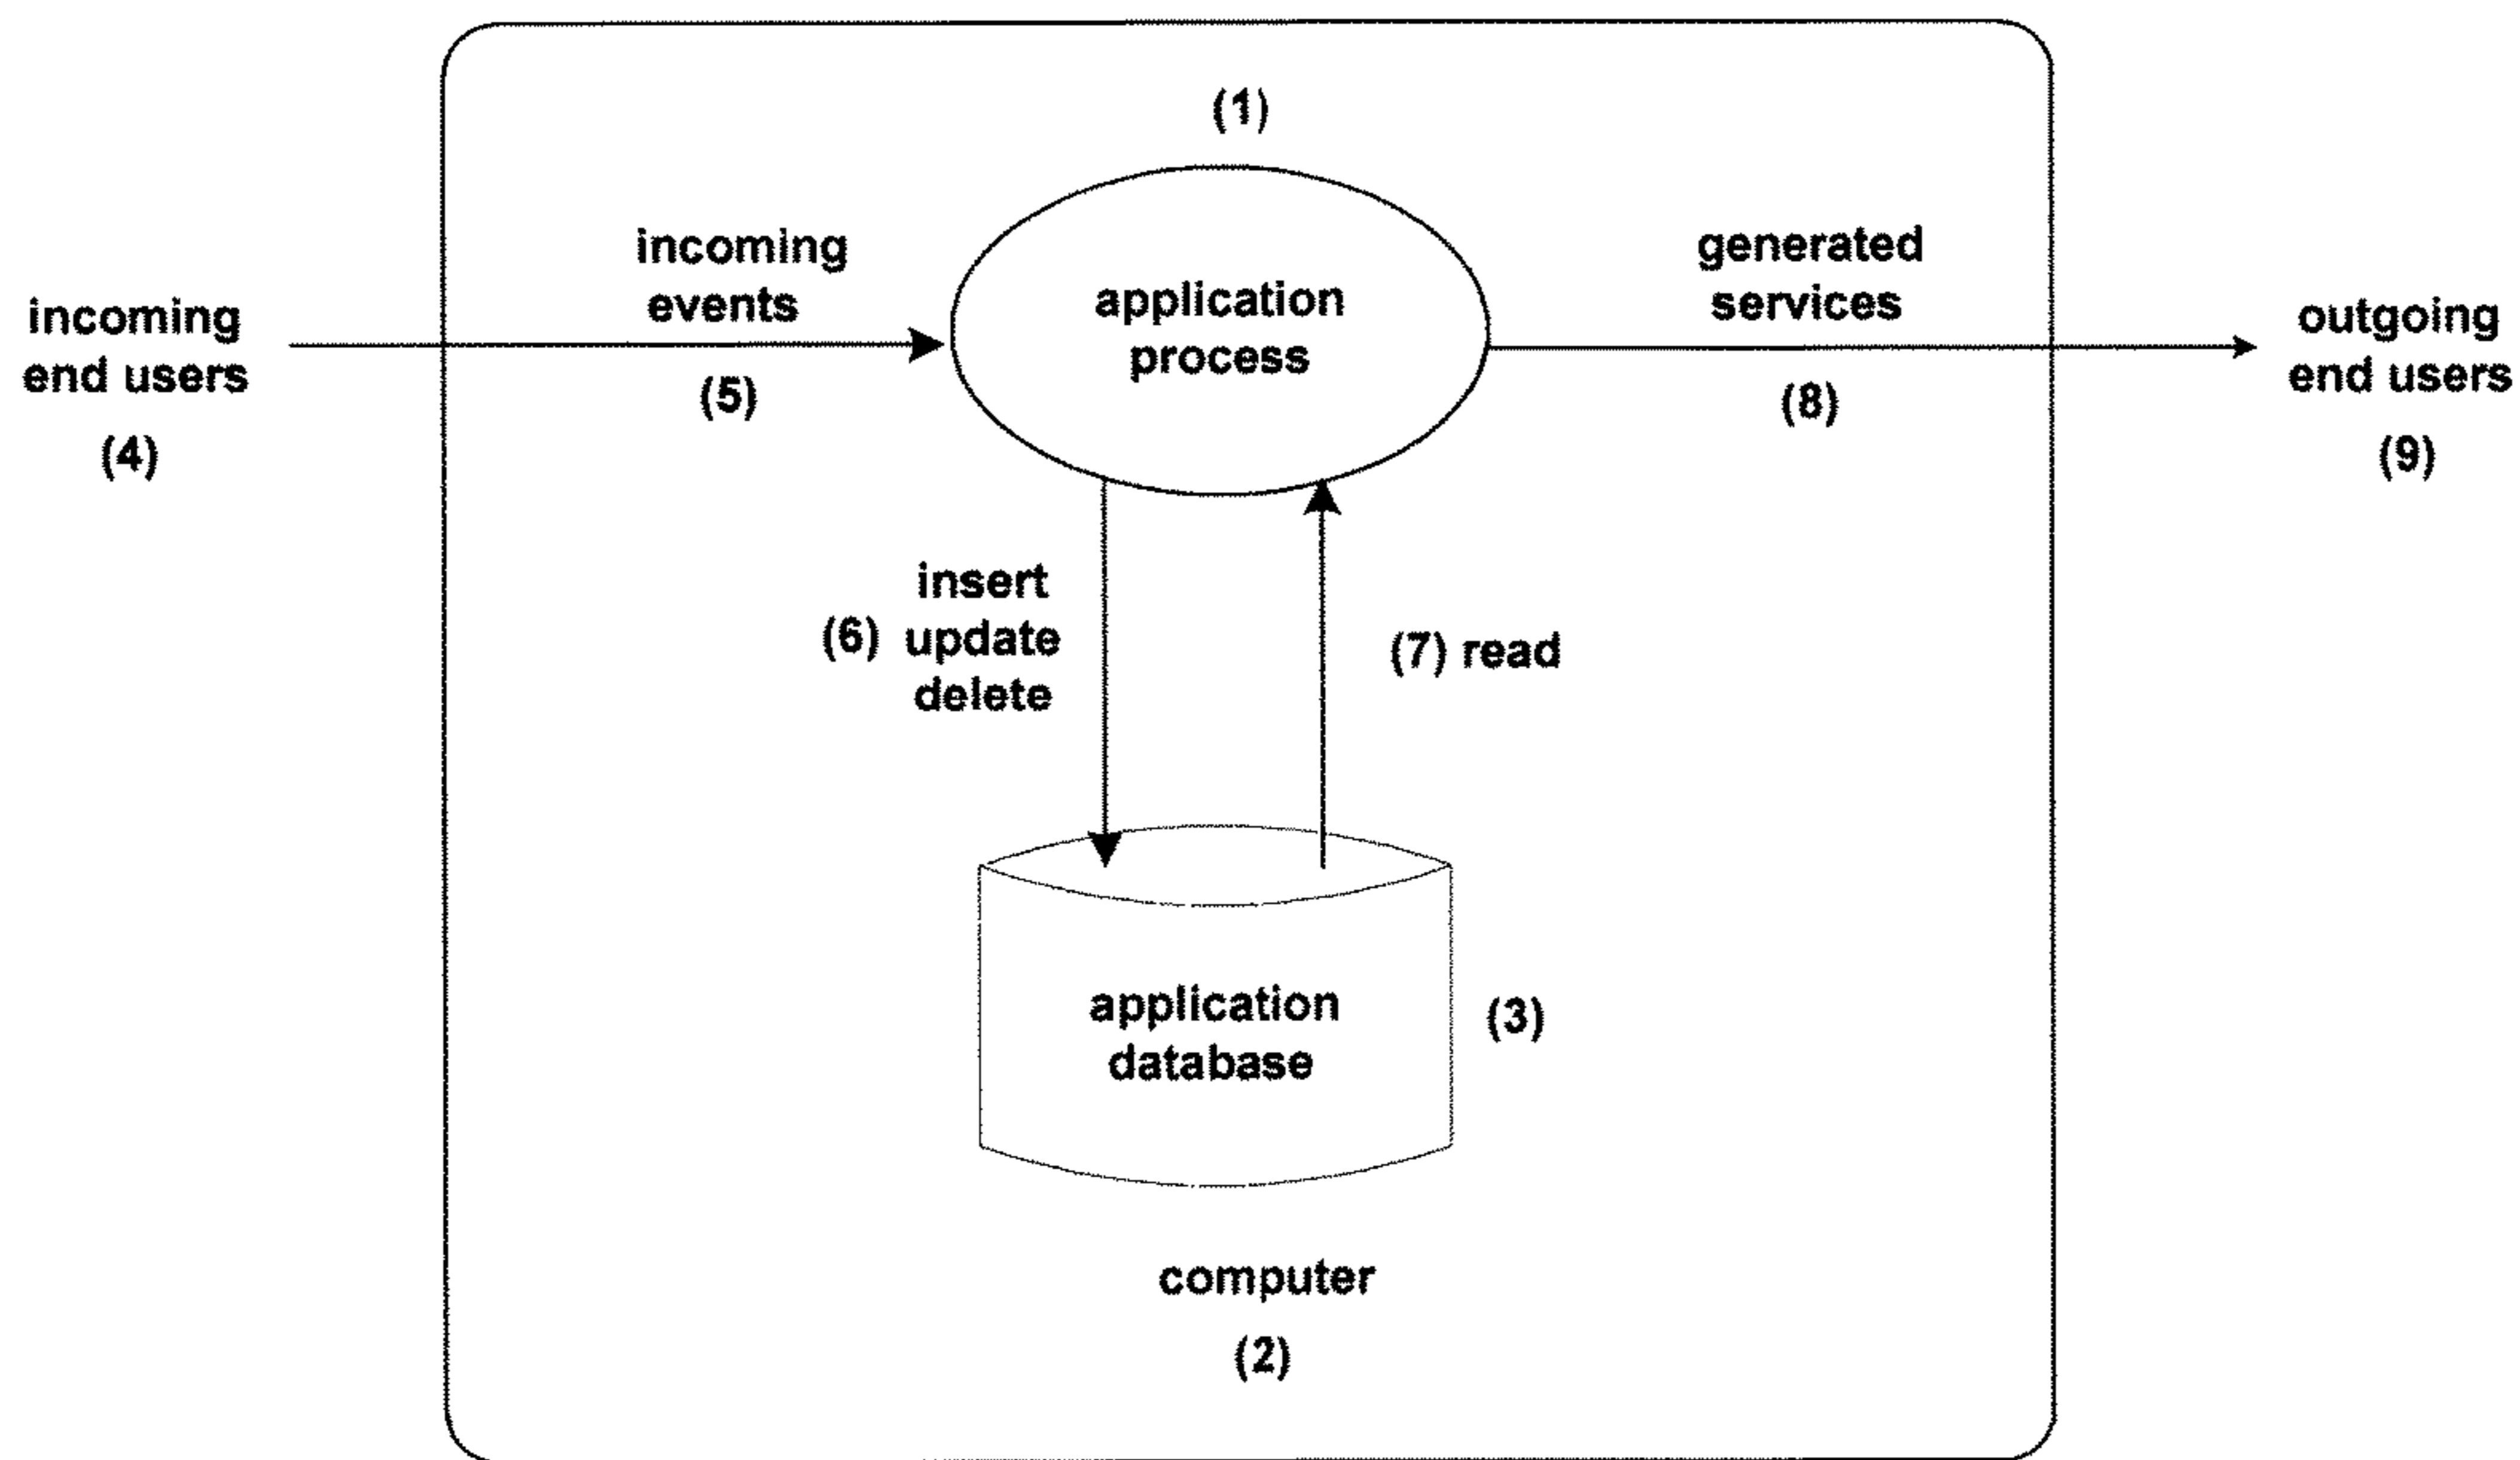 (1)
incoming
events
(5)
incoming
end users
(4)
application
process
generated
services
(8)
outgoing
end users
(9)
insert
(6) update
delete
(7) read
application
database
(3)
computer
(2)